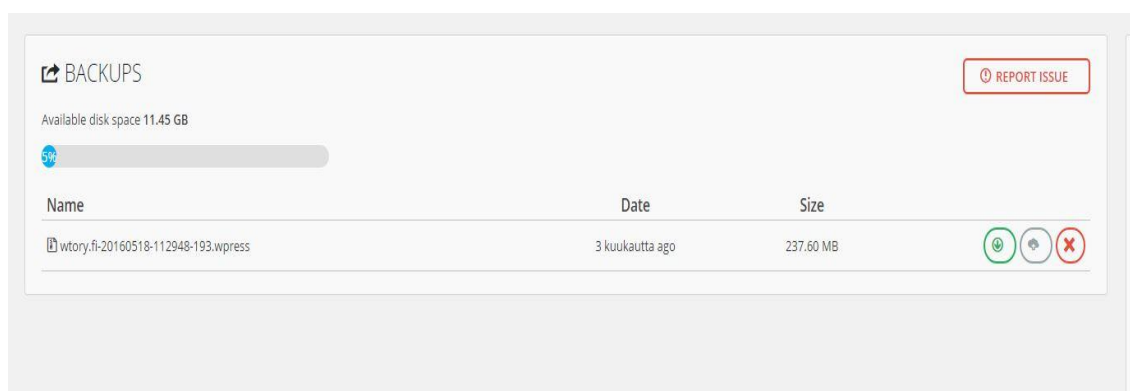 BACKUPS
REPORT ISSUE
Available disk space 11.45 GB
5%
Name Date Size
wtory.fi-20160518-112948-193.wpress 3 kuukautta ago 237.60 MB